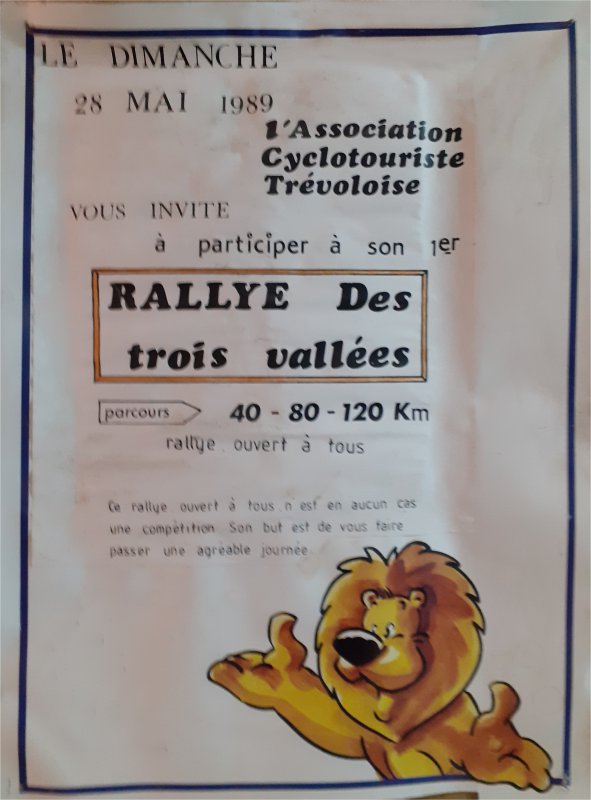 LE DIMANCHE
28 MAI 1989
l'Association
Cyclotouriste
Trévoloise
VOUS INVITE
à participer à son 1er
RALLYE Des
trois vallées
parcours 40 - 80 - 120 Km
rallye ouvert à tous
Ce rallye ouvert à tous n'est en aucun cas
une compétition. Son but est de vous faire
passer une agréable journée.